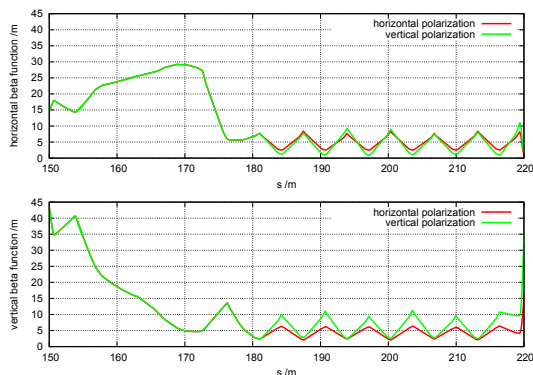 45
40
35
30
25
20
15
10
5
0
horizontal beta function /m
horizontal polarization
vertical polarization
150 160 170 180 190 200 210 220
s /m
45
40
35
30
25
20
15
10
5
0
vertical beta function /m
horizontal polarization
vertical polarization
150 160 170 180 190 200 210 220
s /m